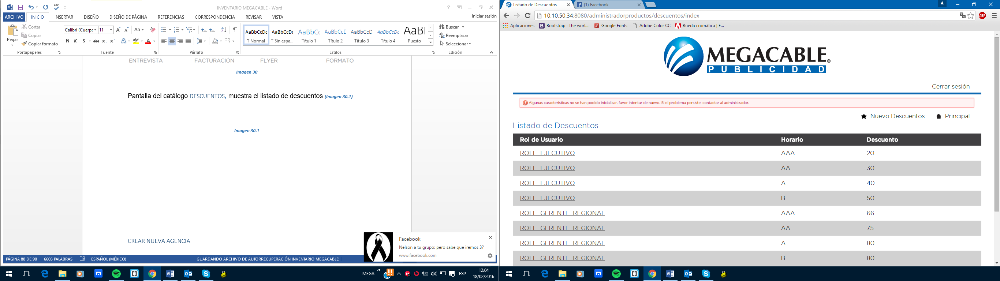 INVENTARIO MEGACABLE - Word
ARCHIVO INICIO INSERTAR DISEÑO DISEÑO DE PÁGINA REFERENCIAS CORRESPONDENCIA REVISAR VISTA
Iniciar sesión
Pegar
Cortar
Copiar
Copiar formato
Portapapeles
Calibri (Cuerpo 11
N K S abc x₂ x²
Fuente
Párrafo
AaBbCcDc AaBbCcDc AaBbC( AaBbCcE AaBbCcD AaBbCcDc AaBl
¶ Normal ¶ Sin espa... Título 1 Título 2 Título 3 Título 4 Puesto
Estilos
Buscar
Reemplazar
Seleccionar
Edición
ENTREVISTA FACTURACIÓN FLYER FORMATO
Imagen 30
Pantalla del catálogo DESCUENTOS, muestra el listado de descuentos (Imagen 30.1)
Imagen 30.1
CREAR NUEVA AGENCIA
Facebook
Nelson a tu grupo: pero sabe que iremos 3?
www.facebook.com
PÁGINA 88 DE 90 6603 PALABRAS ESPAÑOL (MÉXICO) GUARDANDO ARCHIVO DE AUTORRECUPERACIÓN INVENTARIO MEGACABLE:
MEGA » ESP 12:04
18/02/2016
Listado de Descuentos (1) Facebook
10.10.50.34:8080/administradorproductos/descuentos/index
ABP
Aplicaciones Bootstrap · The worl... Google Fonts Adobe Color CC Rueda cromática | E...
MEGACABLE®
PUBLICIDAD
Cerrar sesión
Algunas características no se han podido inicializar, favor intentar de nuevo. Si el problema persiste, contactar al administrador.
Nuevo Descuentos Principal
Listado de Descuentos
Rol de Usuario Horario Descuento
ROLE_EJECUTIVO AAA 20
ROLE_EJECUTIVO AA 30
ROLE_EJECUTIVO A 40
ROLE_EJECUTIVO B 50
ROLE_GERENTE_REGIONAL AAA 66
ROLE_GERENTE_REGIONAL AA 75
ROLE_GERENTE_REGIONAL A 80
ROLE_GERENTE_REGIONAL B 80